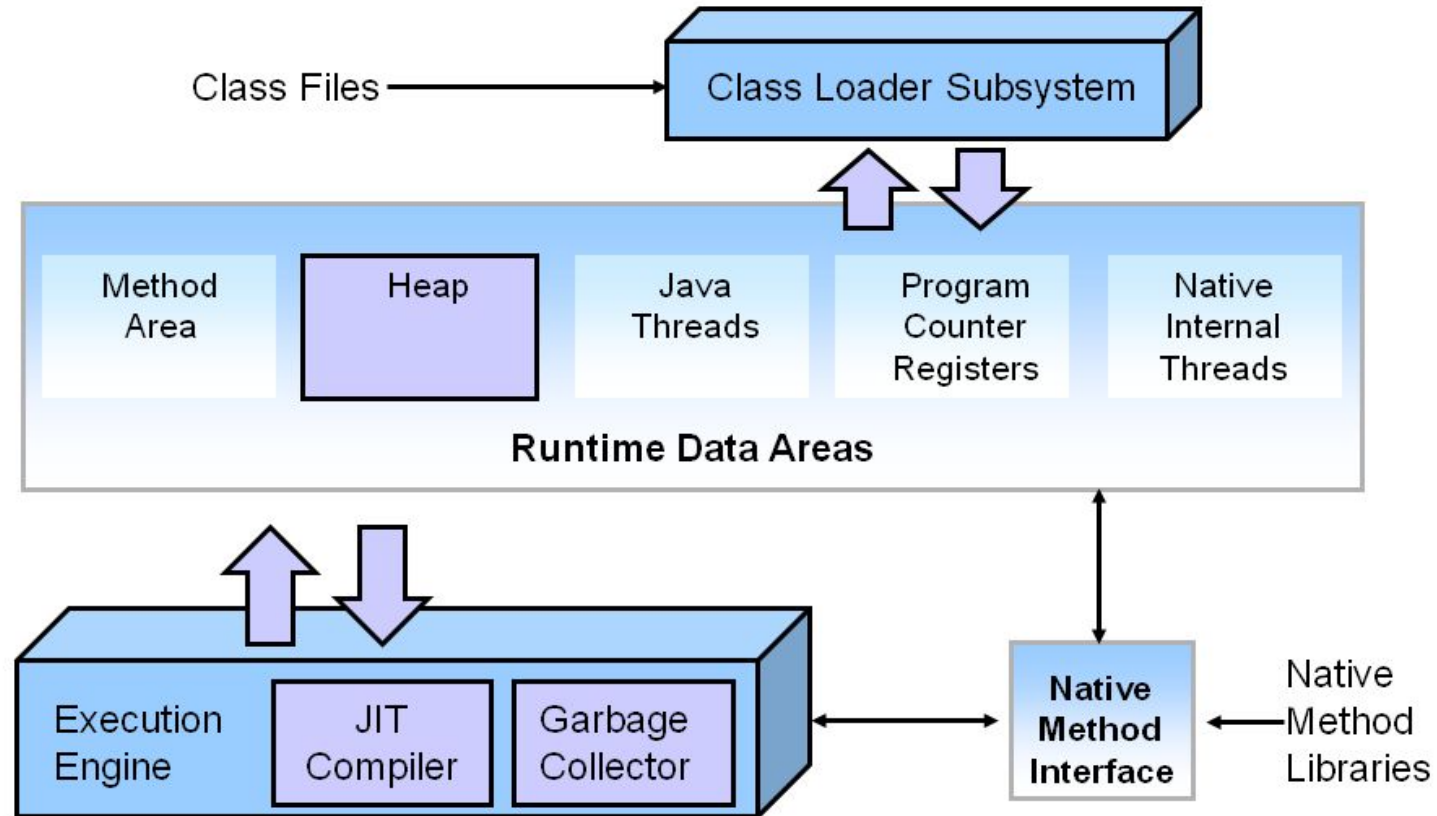 Class Files
Class Loader Subsystem
Method
Area
Heap
Java
Threads
Program
Counter
Registers
Native
Internal
Threads
Runtime Data Areas
Execution
Engine
JIT
Compiler
Garbage
Collector
Native
Method
Interface
Native
Method
Libraries